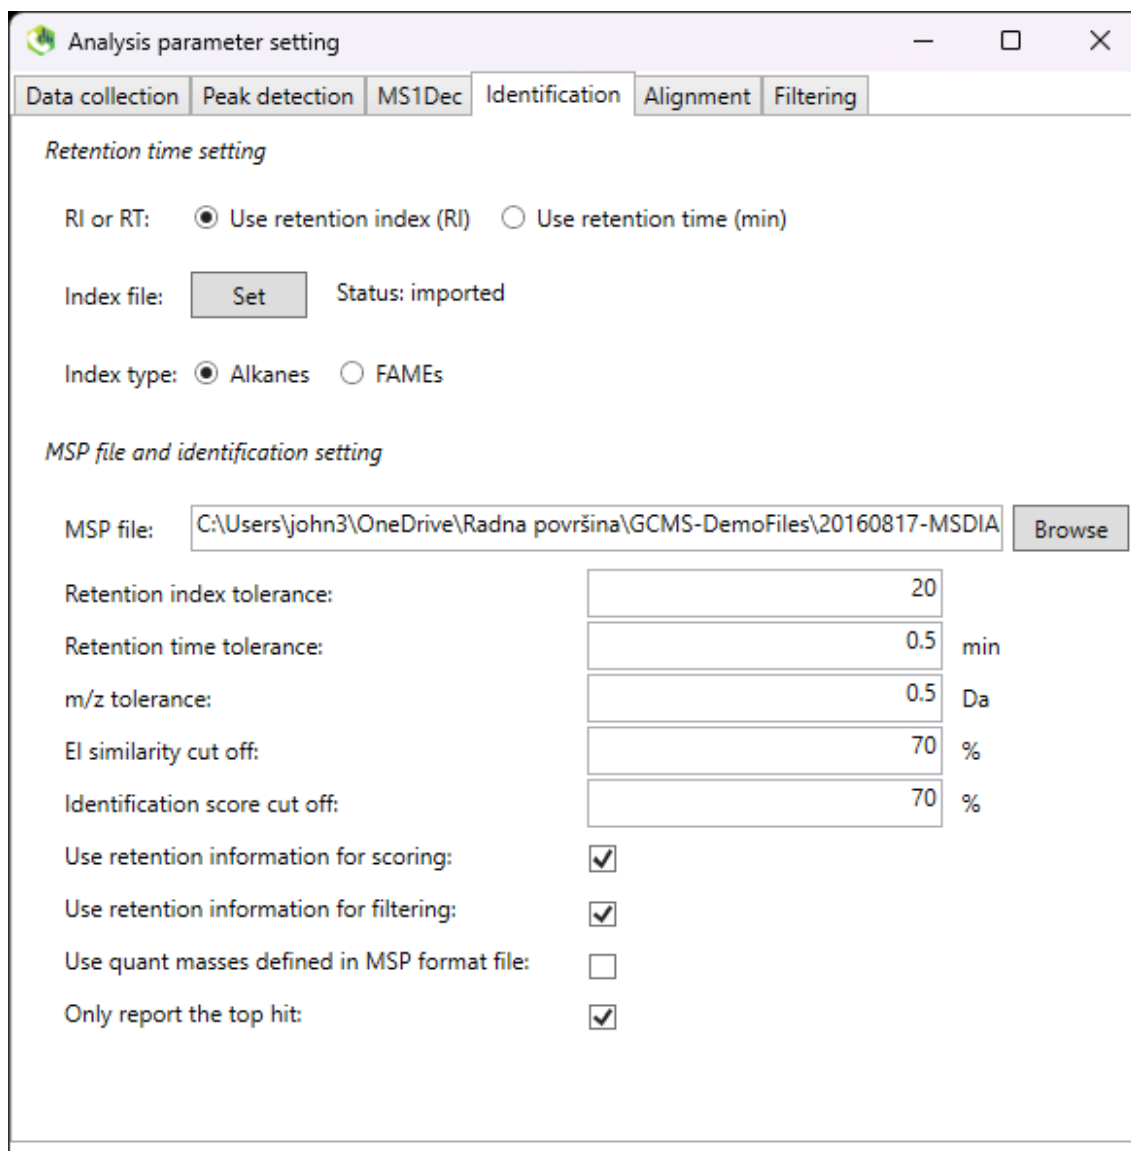 Analysis parameter setting
Data collection Peak detection MS1Dec Identification Alignment Filtering
Retention time setting
RI or RT: Use retention index (RI) Use retention time (min)
Index file: Set Status: imported
Index type: Alkanes FAMEs
MSP file and identification setting
MSP file: C:\Users\john3\OneDrive\Radna površina\GCMS-DemoFiles\20160817-MSDIA Browse
Retention index tolerance: 20
Retention time tolerance: 0.5 min
m/z tolerance: 0.5 Da
EI similarity cut off: 70 %
Identification score cut off: 70 %
Use retention information for scoring:
Use retention information for filtering:
Use quant masses defined in MSP format file:
Only report the top hit: